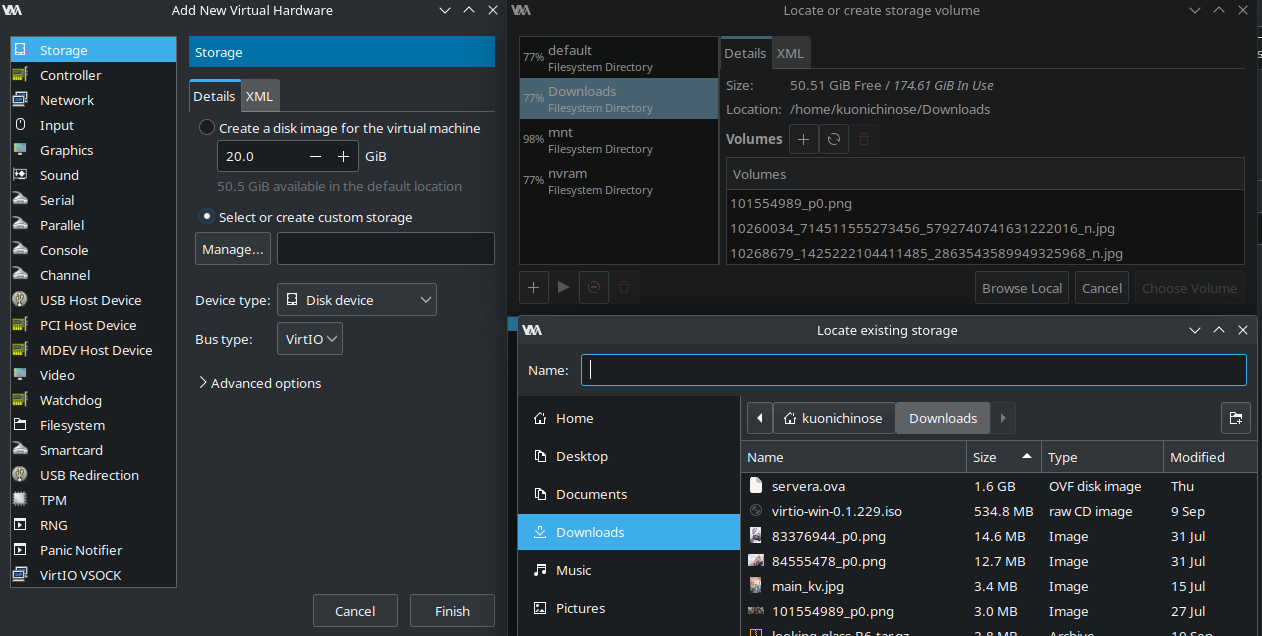 Add New Virtual Hardware
Storage
Controller
Network
Input
Graphics
Sound
Serial
Parallel
Console
Channel
USB Host Device
PCI Host Device
MDEV Host Device
Video
Watchdog
Filesystem
Smartcard
USB Redirection
TPM
RNG
Panic Notifier
VirtIO VSOCK
Storage
Details XML
Create a disk image for the virtual machine
20.0 GiB
50.5 GiB available in the default location
Select or create custom storage
Manage...
Device type: Disk device
Bus type: VirtIO
Advanced options
Cancel Finish
Locate or create storage volume
77% default
Filesystem Directory
77% Downloads
Filesystem Directory
98% mnt
Filesystem Directory
77% nvram
Filesystem Directory
Details XML
Size: 50.51 GiB Free / 174.61 GiB In Use
Location: /home/kuonichinose/Downloads
Volumes
Volumes
101554989_p0.png
10260034_714511555273456_5792740741631222016_n.jpg
10268679_1425222104411485_2863543589949325968_n.jpg
Browse Local Cancel Choose Volume
Locate existing storage
Name:
Home
Desktop
Documents
Downloads
Music
Pictures
kuonichinose Downloads
Name Size Type Modified
servera.ova 1.6 GB OVF disk image Thu
virtio-win-0.1.229.iso 534.8 MB raw CD image 9 Sep
83376944_p0.png 14.6 MB Image 31 Jul
84555478_p0.png 12.7 MB Image 31 Jul
main_kv.jpg 3.4 MB Image 15 Jul
101554989_p0.png 3.0 MB Image 27 Jul